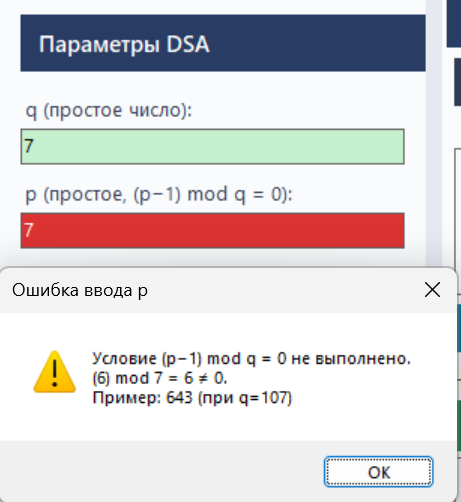 Параметры DSA
q (простое число):
7
p (простое, (p−1) mod q = 0):
7
Ошибка ввода p
Условие (p−1) mod q = 0 не выполнено.
(6) mod 7 = 6 ≠ 0.
Пример: 643 (при q=107)
ОК